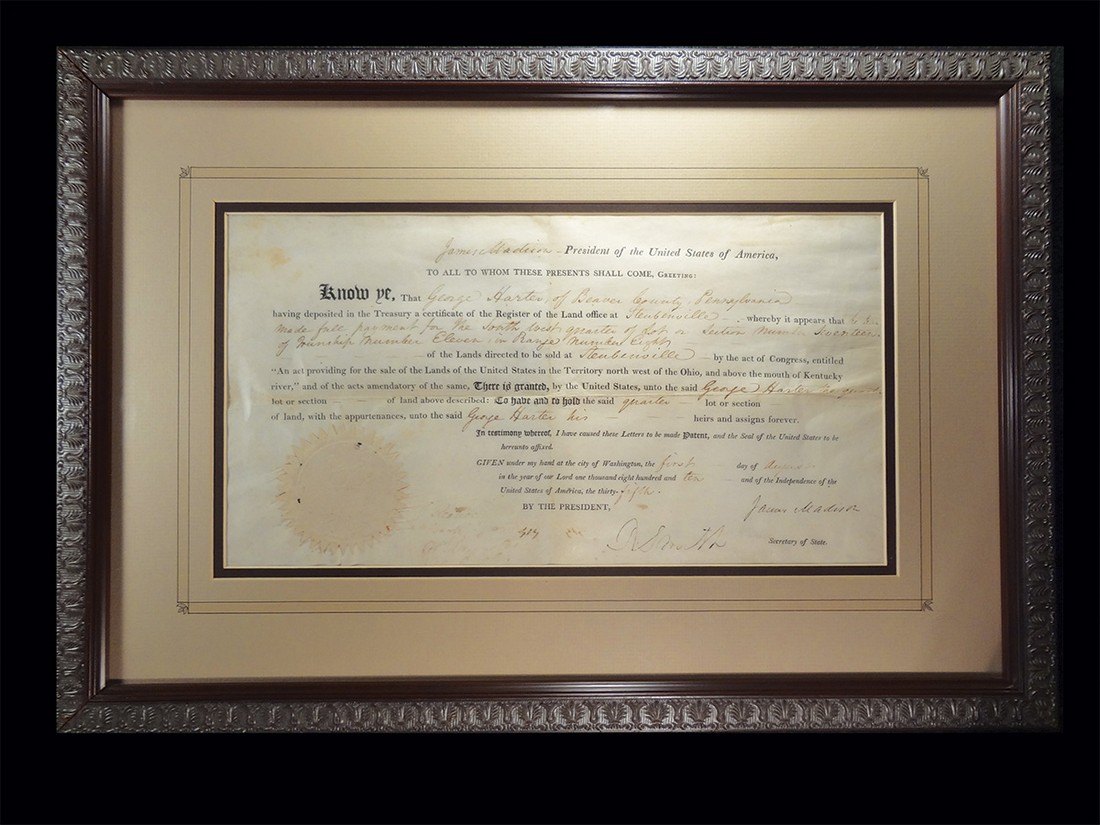 James Madison President of the United States of America,
TO ALL TO WHOM THESE PRESENTS SHALL COME, GREETING:
Know ye, That George Harter of Beaver County Pennsylvania
having deposited in the Treasury a certificate of the Register of the Land office at Steubenville whereby it appears that
made full payment for the South West quarter of Lot or Section Number
of Township Number Eleven in Range Number Eight
of the Lands directed to be sold at Steubenville by the act of Congress, entitled
"An act providing for the sale of the Lands of the United States in the Territory north west of the Ohio, and above the mouth of Kentucky
river," and of the acts amendatory of the same, There is granted, by the United States, unto the said George Harter
lot or section of land above described: To have and to hold the said quarter lot or section
of land, with the appurtenances, unto the said George Harter his heirs and assigns forever.
In testimony whereof, I have caused these Letters to be made Patent, and the Seal of the United States to be
hereunto affixed.
GIVEN under my hand at the city of Washington, the first day of
in the year of our Lord one thousand eight hundred and ten and of the Independence of the
United States of América, the thirty-fifth.
BY THE PRESIDENT, James Madison
R Smith Secretary of State.